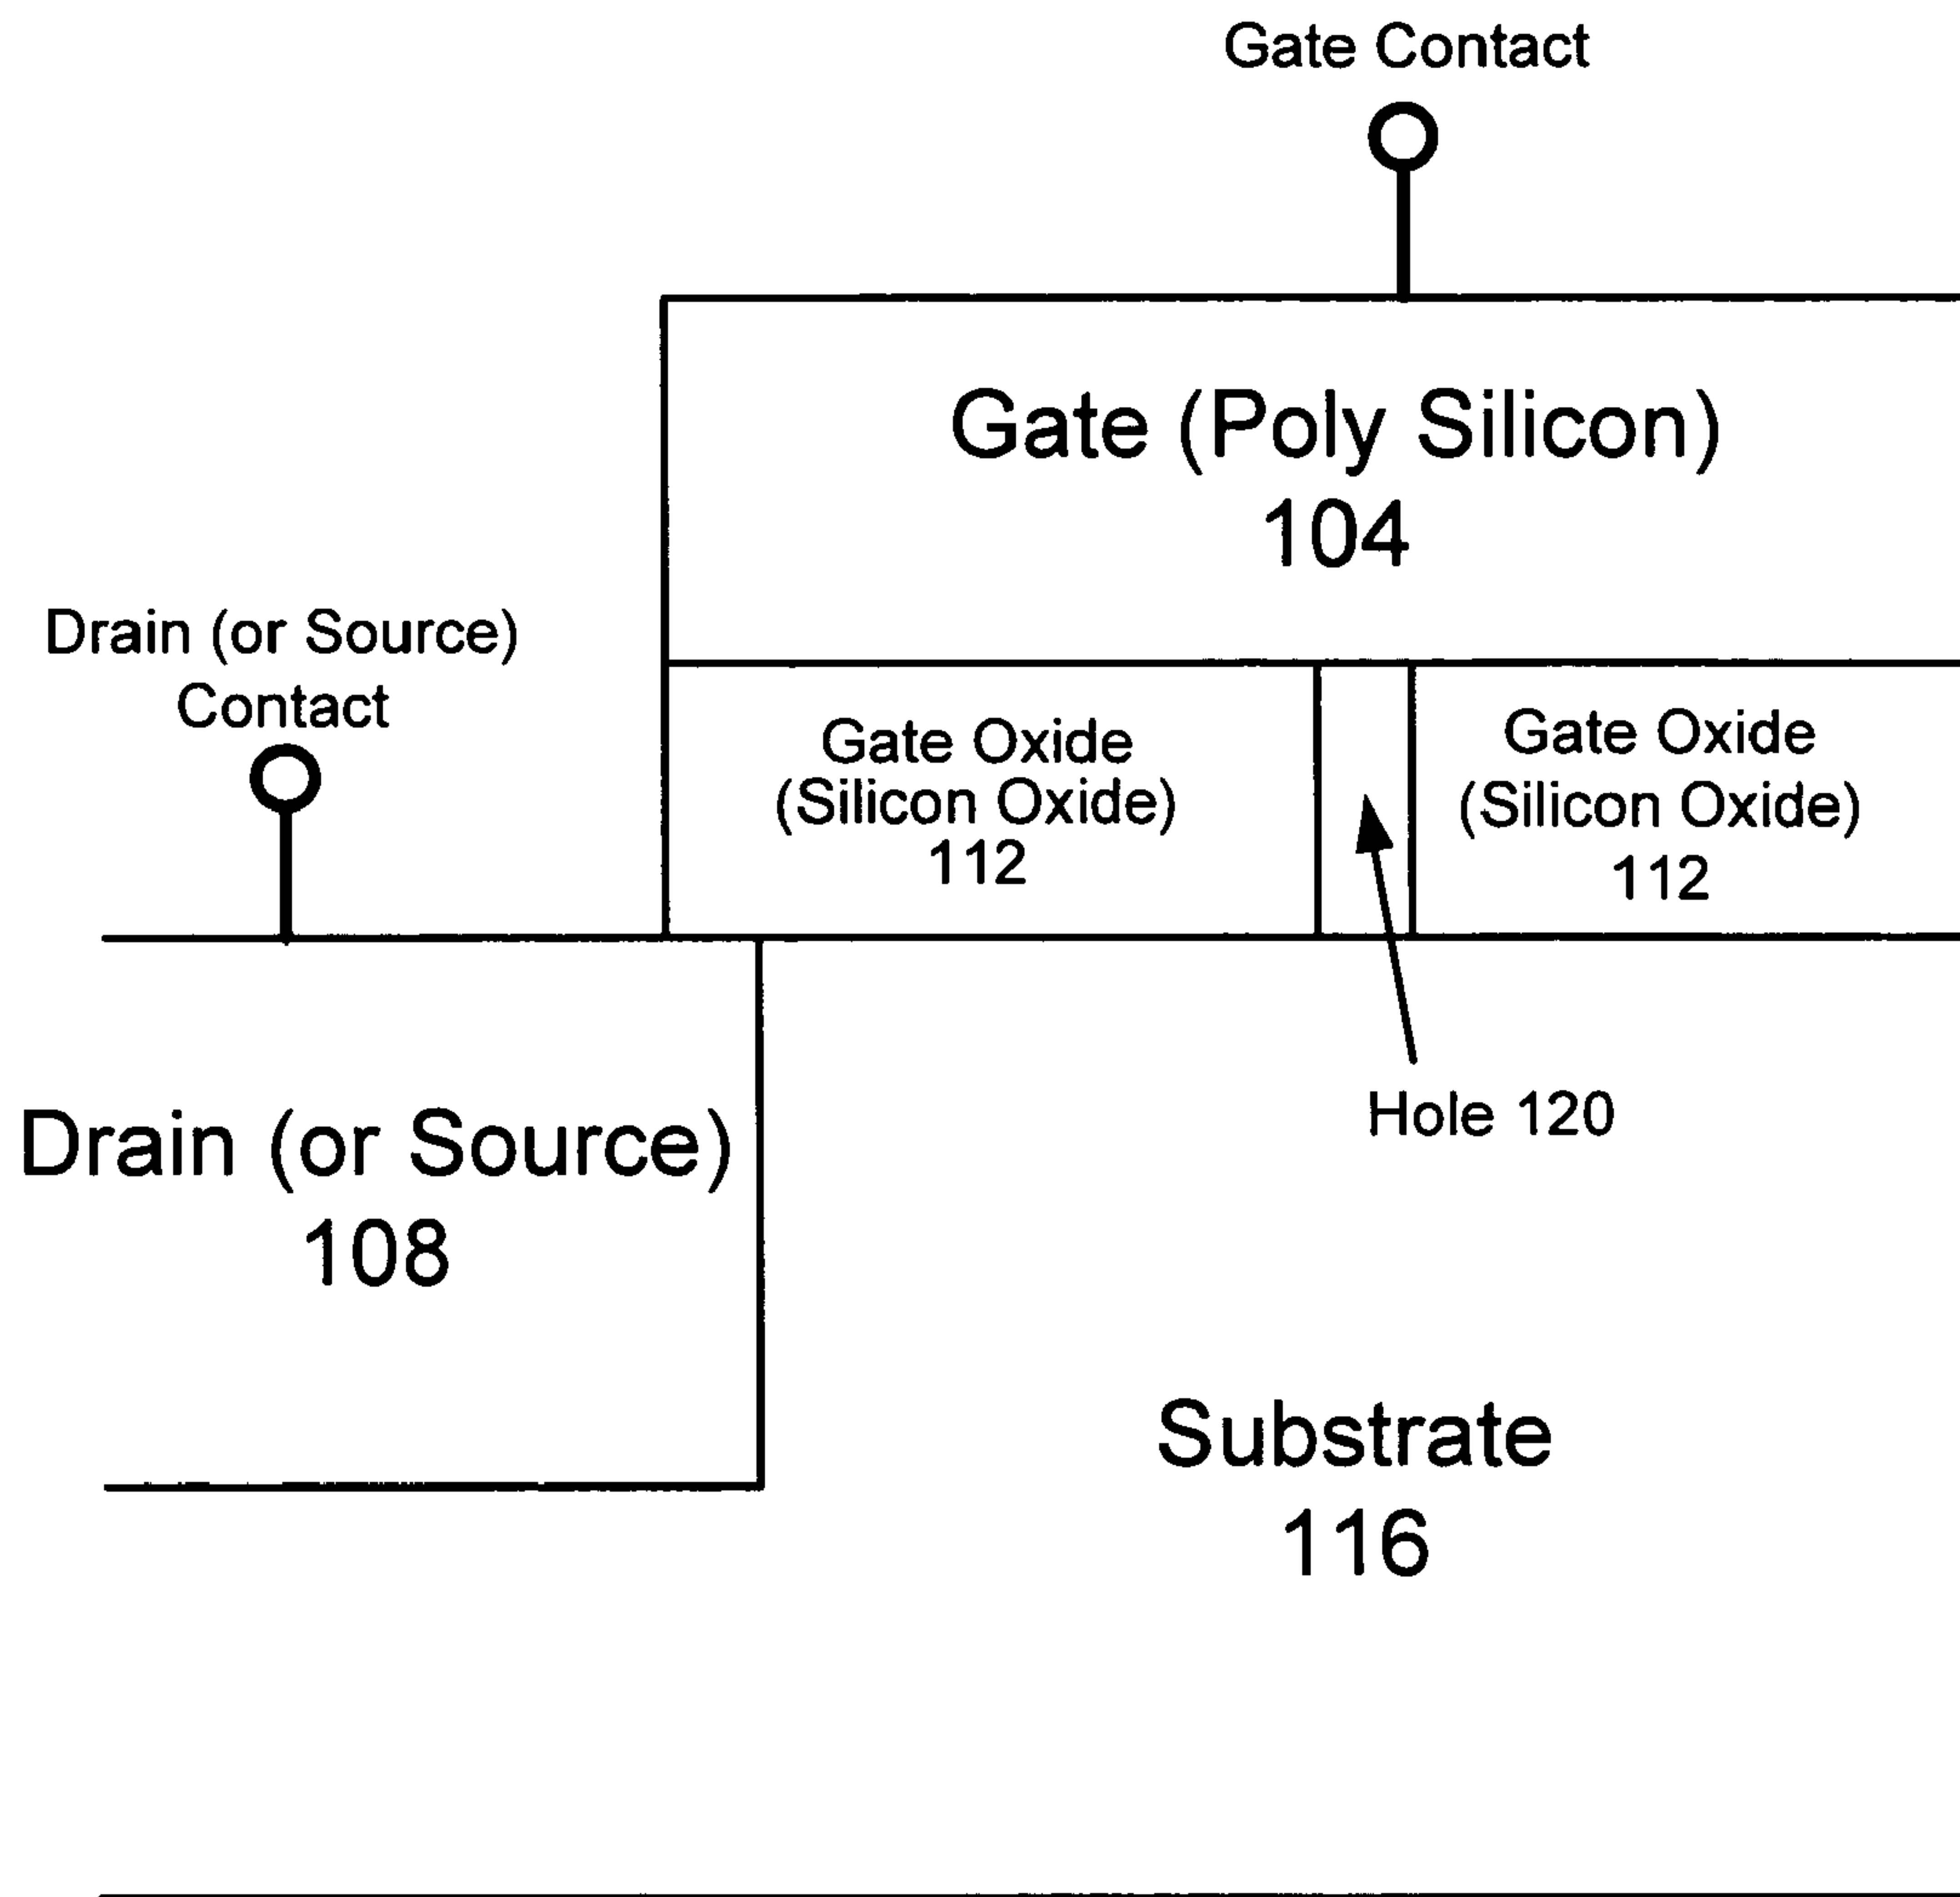 Gate Contact
Gate (Poly Silicon)
104
Drain (or Source)
Contact
Gate Oxide
(Silicon Oxide)
112
Gate Oxide
(Silicon Oxide)
112
Hole 120
Drain (or Source)
108
Substrate
116